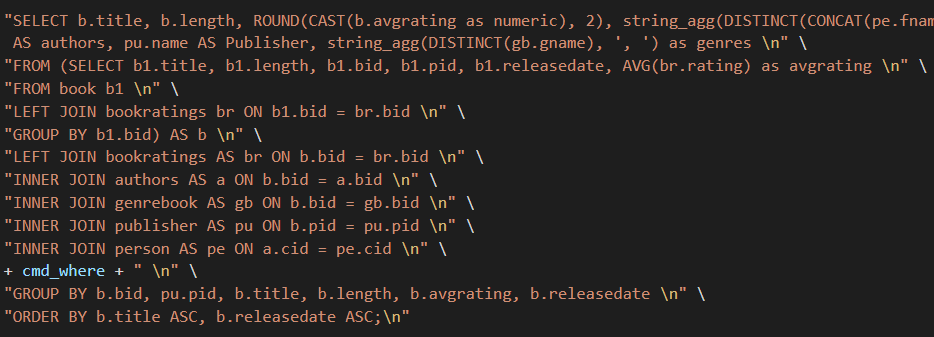 "SELECT b.title, b.length, ROUND(CAST(b.avgrating as numeric), 2), string_agg(DISTINCT(CONCAT(pe.fnam
AS authors, pu.name AS Publisher, string_agg(DISTINCT(gb.gname), ', ') as genres \n" \
"FROM (SELECT b1.title, b1.length, b1.bid, b1.pid, b1.releasedate, AVG(br.rating) as avgrating \n" \
"FROM book b1 \n" \
"LEFT JOIN bookratings br ON b1.bid = br.bid \n" \
"GROUP BY b1.bid) AS b \n" \
"LEFT JOIN bookratings AS br ON b.bid = br.bid \n" \
"INNER JOIN authors AS a ON b.bid = a.bid \n" \
"INNER JOIN genrebook AS gb ON b.bid = gb.bid \n" \
"INNER JOIN publisher AS pu ON b.pid = pu.pid \n" \
"INNER JOIN person AS pe ON a.cid = pe.cid \n" \
+ cmd_where + " \n" \
"GROUP BY b.bid, pu.pid, b.title, b.length, b.avgrating, b.releasedate \n" \
"ORDER BY b.title ASC, b.releasedate ASC;\n"